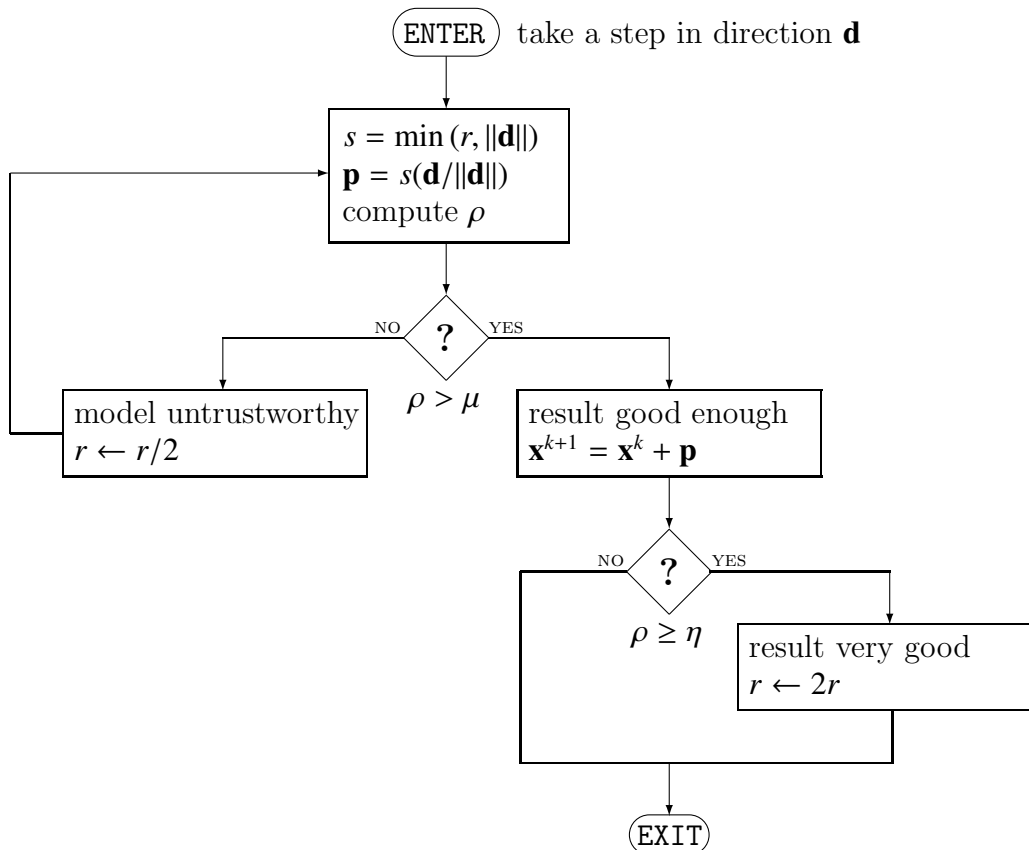 ENTER take a step in direction d
s = min (r, ||d||)
p = s(d/||d||)
compute ρ
NO ? YES
ρ > μ
model untrustworthy
r ← r/2
result good enough
x^{k+1} = x^k + p
NO ? YES
ρ ≥ η
result very good
r ← 2r
EXIT